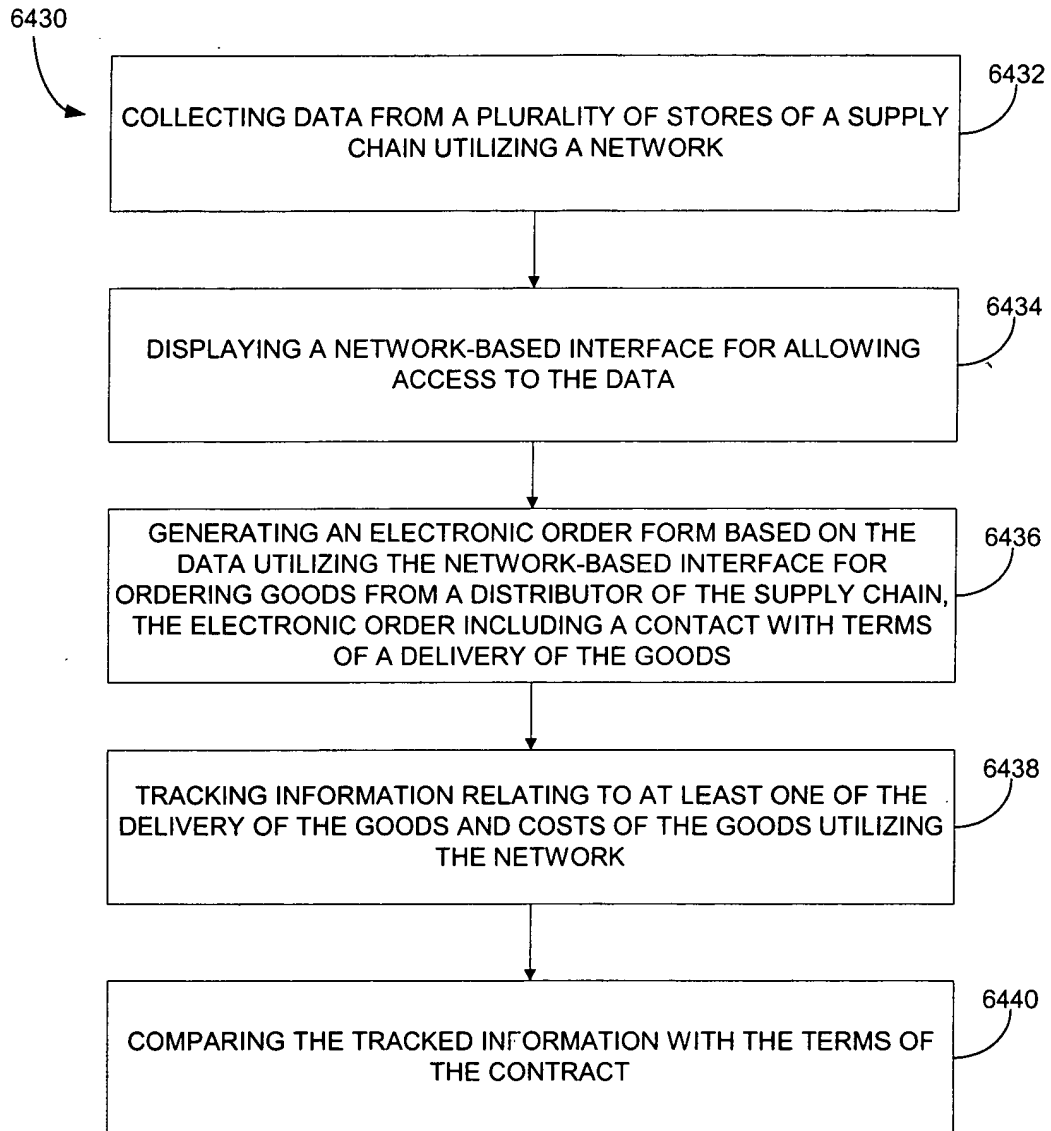 6430
6432
COLLECTING DATA FROM A PLURALITY OF STORES OF A SUPPLY
CHAIN UTILIZING A NETWORK
6434
DISPLAYING A NETWORK-BASED INTERFACE FOR ALLOWING
ACCESS TO THE DATA
6436
GENERATING AN ELECTRONIC ORDER FORM BASED ON THE
DATA UTILIZING THE NETWORK-BASED INTERFACE FOR
ORDERING GOODS FROM A DISTRIBUTOR OF THE SUPPLY CHAIN,
THE ELECTRONIC ORDER INCLUDING A CONTACT WITH TERMS
OF A DELIVERY OF THE GOODS
6438
TRACKING INFORMATION RELATING TO AT LEAST ONE OF THE
DELIVERY OF THE GOODS AND COSTS OF THE GOODS UTILIZING
THE NETWORK
6440
COMPARING THE TRACKED INFORMATION WITH THE TERMS OF
THE CONTRACT